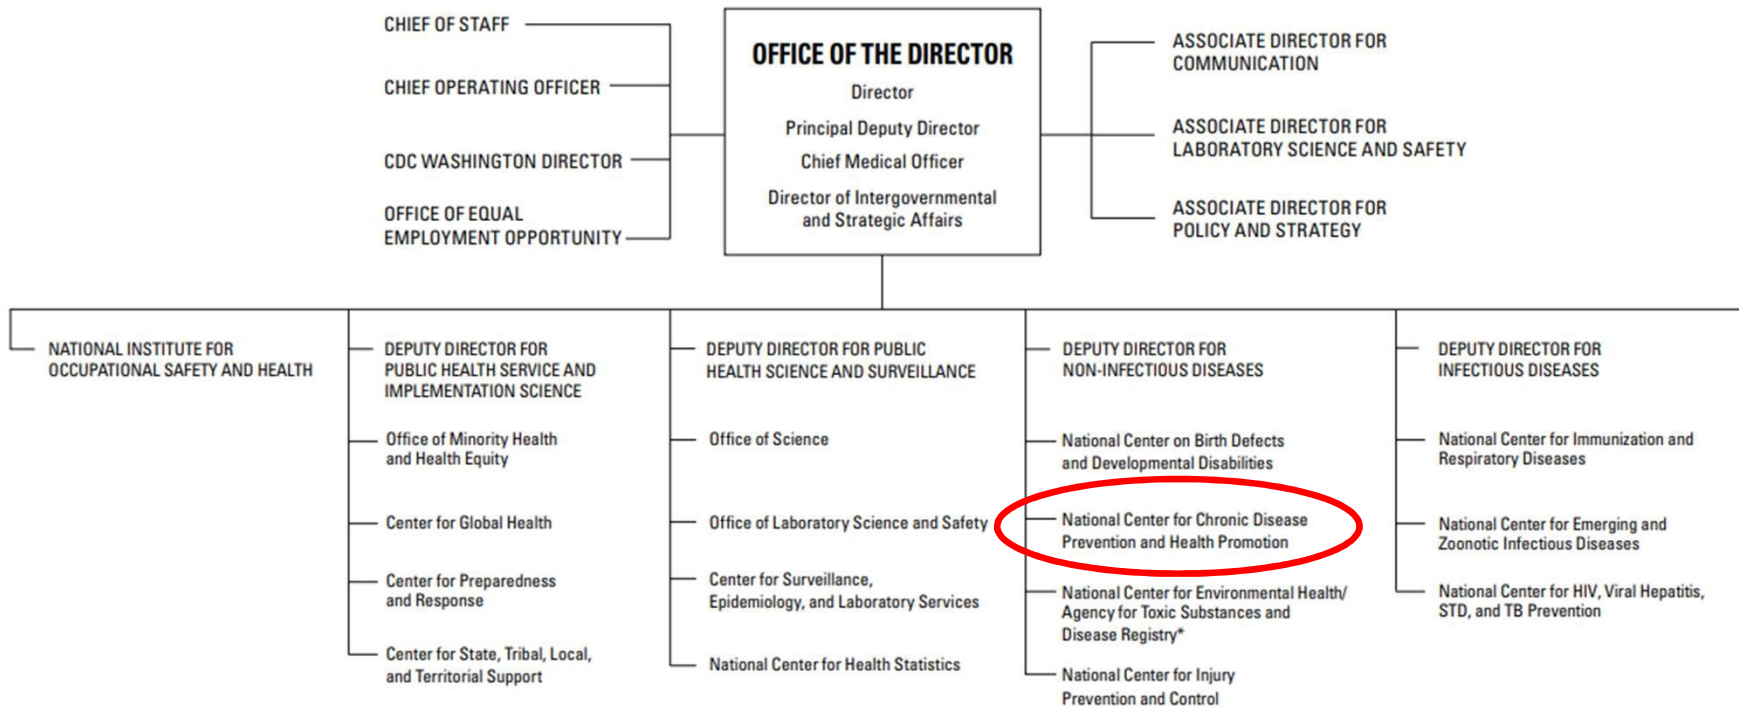 CHIEF OF STAFF
CHIEF OPERATING OFFICER
CDC WASHINGTON DIRECTOR
OFFICE OF EQUAL
EMPLOYMENT OPPORTUNITY
OFFICE OF THE DIRECTOR
Director
Principal Deputy Director
Chief Medical Officer
Director of Intergovernmental
and Strategic Affairs
ASSOCIATE DIRECTOR FOR
COMMUNICATION
ASSOCIATE DIRECTOR FOR
LABORATORY SCIENCE AND SAFETY
ASSOCIATE DIRECTOR FOR
POLICY AND STRATEGY
NATIONAL INSTITUTE FOR
OCCUPATIONAL SAFETY AND HEALTH
DEPUTY DIRECTOR FOR
PUBLIC HEALTH SERVICE AND
IMPLEMENTATION SCIENCE
Office of Minority Health
and Health Equity
Center for Global Health
Center for Preparedness
and Response
Center for State, Tribal, Local,
and Territorial Support
DEPUTY DIRECTOR FOR PUBLIC
HEALTH SCIENCE AND SURVEILLANCE
Office of Science
Office of Laboratory Science and Safety
Center for Surveillance,
Epidemiology, and Laboratory Services
National Center for Health Statistics
DEPUTY DIRECTOR FOR
NON-INFECTIOUS DISEASES
National Center on Birth Defects
and Developmental Disabilities
National Center for Chronic Disease
Prevention and Health Promotion
National Center for Environmental Health/
Agency for Toxic Substances and
Disease Registry*
National Center for Injury
Prevention and Control
DEPUTY DIRECTOR FOR
INFECTIOUS DISEASES
National Center for Immunization and
Respiratory Diseases
National Center for Emerging and
Zoonotic Infectious Diseases
National Center for HIV, Viral Hepatitis,
STD, and TB Prevention